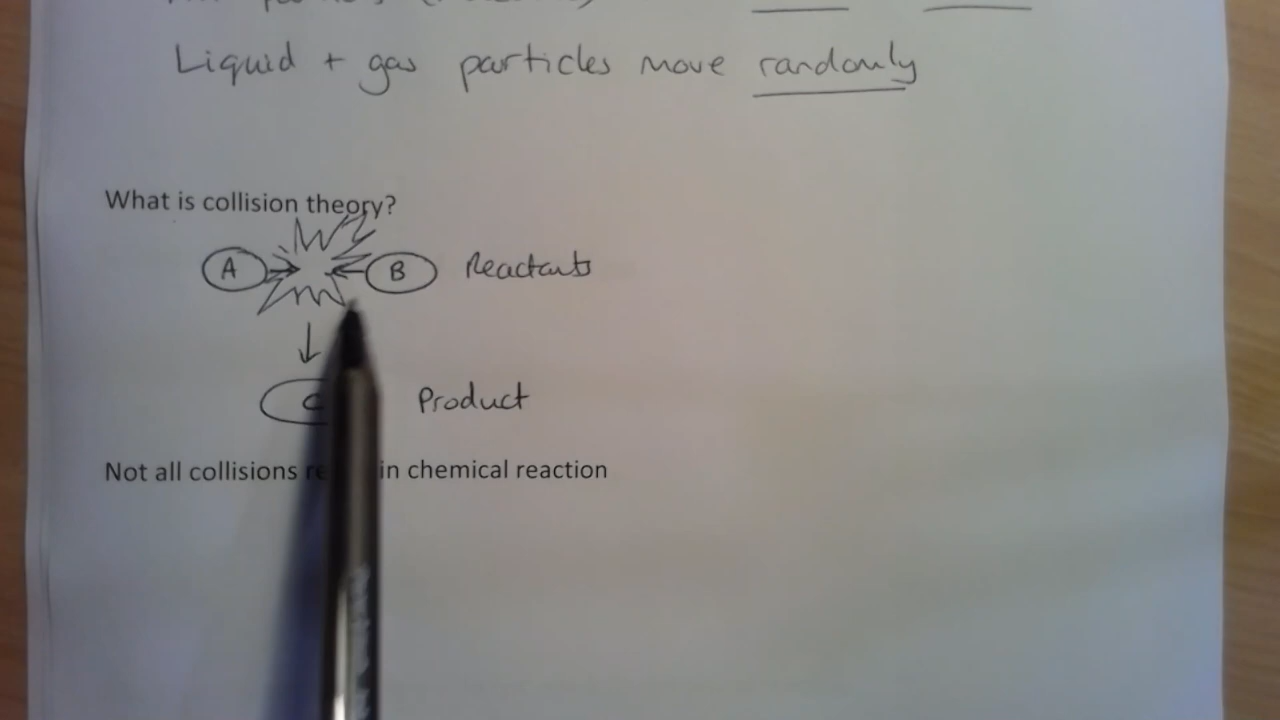 Liquid + gas particles move randomly
What is collision theory?
A B Reactants
C Product
Not all collisions in chemical reaction